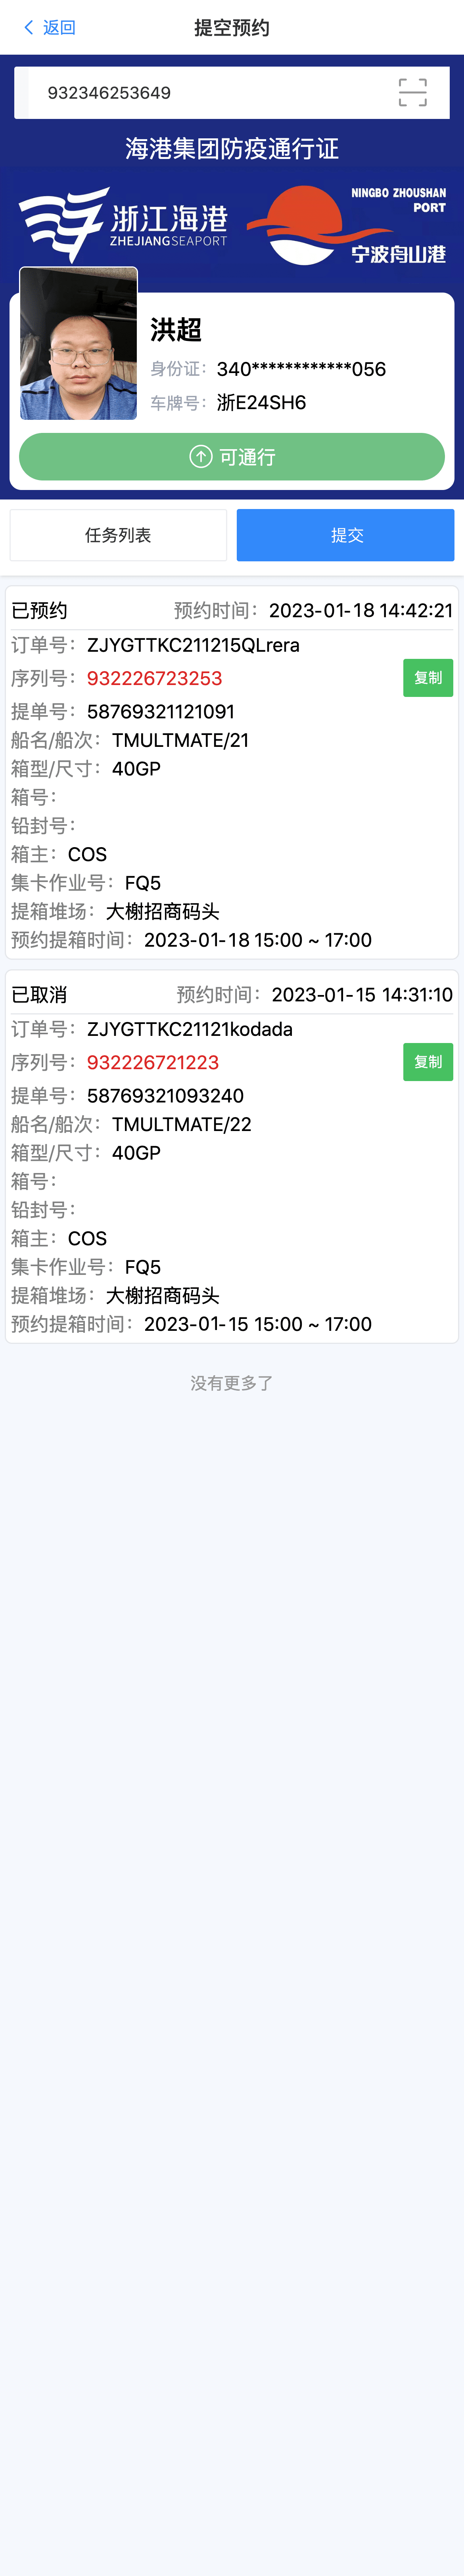 返回
提空预约
932346253649
海港集团防疫通行证
浙江海港
ZHEJIANGSEAPORT
NINGBO ZHOUSHAN
PORT
宁波舟山港
洪超
身份证：340************056
车牌号：浙E24SH6
可通行
任务列表
提交
已预约 预约时间：2023-01-18 14:42:21
订单号：ZJYGTTKC211215QLrera
序列号：932226723253 复制
提单号：58769321121091
船名/船次：TMULTMATE/21
箱型/尺寸：40GP
箱号：
铅封号：
箱主：COS
集卡作业号：FQ5
提箱堆场：大榭招商码头
预约提箱时间：2023-01-18 15:00 ~ 17:00
已取消 预约时间：2023-01-15 14:31:10
订单号：ZJYGTTKC21121kodada
序列号：932226721223 复制
提单号：58769321093240
船名/船次：TMULTMATE/22
箱型/尺寸：40GP
箱号：
铅封号：
箱主：COS
集卡作业号：FQ5
提箱堆场：大榭招商码头
预约提箱时间：2023-01-15 15:00 ~ 17:00
没有更多了